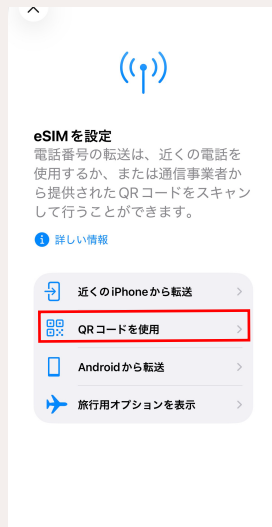 eSIMを設定
電話番号の転送は、近くの電話を
使用するか、または通信事業者か
ら提供されたQRコードをスキャン
して行うことができます。
詳しい情報
近くのiPhoneから転送
QRコードを使用
Androidから転送
旅行用オプションを表示